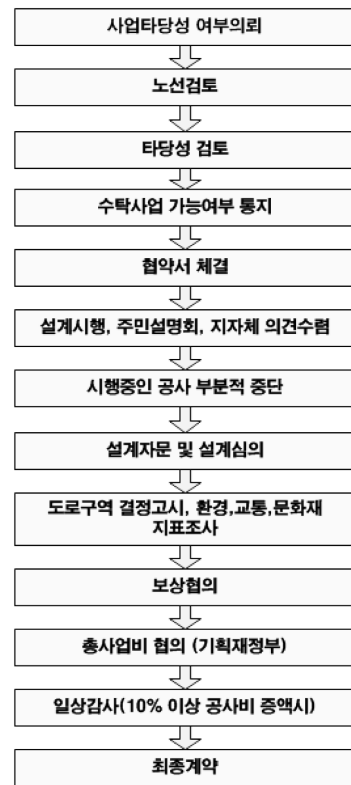 사업타당성 여부의뢰
노선검토
타당성 검토
수탁사업 가능여부 통지
협약서 체결
설계시행, 주민설명회, 지자체 의견수렴
시행중인 공사 부분적 중단
설계자문 및 설계심의
도로구역 결정고시, 환경,교통,문화재
지표조사
보상협의
총사업비 협의 (기획재정부)
일상감사(10% 이상 공사비 증액시)
최종계약